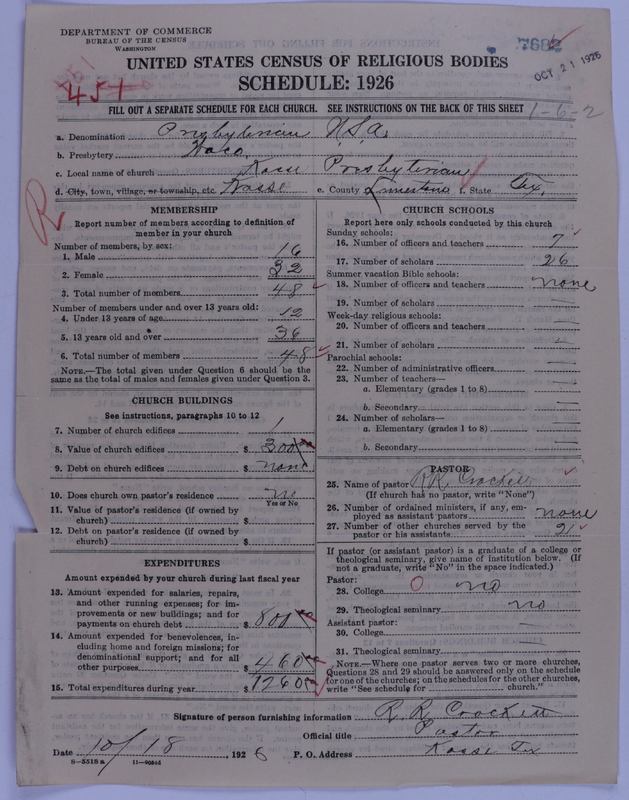 DEPARTMENT OF COMMERCE
BUREAU OF THE CENSUS
WASHINGTON
OCT 21 1926
UNITED STATES CENSUS OF RELIGIOUS BODIES
451
SCHEDULE: 1926
FILL OUT A SEPARATE SCHEDULE FOR EACH CHURCH. SEE INSTRUCTIONS ON THE BACK OF THIS SHEET
1-6-2
a. Denomination Presbyterian U.S.A.
b. Presbytery Waco
c. Local name of church Kosse Presbyterian
d. City, town, village, or township, etc. Kosse e. County Limestone f. State Tex.
R
MEMBERSHIP
Report number of members according to definition of
member in your church
Number of members, by sex:
1. Male 16
2. Female 32
3. Total number of members 48
Number of members under and over 13 years old:
4. Under 13 years of age 12
5. 13 years old and over 36
6. Total number of members 48
NOTE.—The total given under Question 6 should be
same as the total of males and females given under Question 3.
CHURCH BUILDINGS
See instructions, paragraphs 10 to 12
7. Number of church edifices 1
8. Value of church edifices $ 300
9. Debt on church edifices $ none
10. Does church own pastor's residence no
Yes or No
11. Value of pastor's residence (if owned by
church) $
12. Debt on pastor's residence (if owned by
church) $
EXPENDITURES
Amount expended by your church during last fiscal year
13. Amount expended for salaries, repairs,
and other running expenses; for im-
provements or new buildings; and for
payments on church debt $ 800
14. Amount expended for benevolences, in-
cluding home and foreign missions; for
denominational support; and for all
other purposes $ 460
15. Total expenditures during year $ 1260
CHURCH SCHOOLS
Report here only schools conducted by this church
Sunday schools:
16. Number of officers and teachers 7
17. Number of scholars 26
Summer vacation Bible schools:
18. Number of officers and teachers none
19. Number of scholars —
Week-day religious schools:
20. Number of officers and teachers —
21. Number of scholars —
Parochial schools:
22. Number of administrative officers —
23. Number of teachers—
a. Elementary (grades 1 to 8) —
b. Secondary —
24. Number of scholars—
a. Elementary (grades 1 to 8) —
b. Secondary —
PASTOR
25. Name of pastor R.R. Crockett
(If church has no pastor, write "None")
26. Number of ordained ministers, if any, em-
ployed as assistant pastors none
27. Number of other churches served by the
pastor or his assistants 2
If pastor (or assistant pastor) is a graduate of a college or
theological seminary, give name of institution below. (If
not a graduate, write "No" in the space indicated.)
Pastor:
28. College O no
29. Theological seminary no
Assistant pastor:
30. College —
31. Theological seminary —
NOTE.—Where one pastor serves two or more churches,
Questions 28 and 29 should be answered only on the schedule
for one of the churches; on the schedules for the other churches,
write "See schedule for ............ church."
Signature of person furnishing information R. R. Crockett
Official title Pastor
Date 10/18 1926 P. O. Address Kosse Tex
8—5518 a